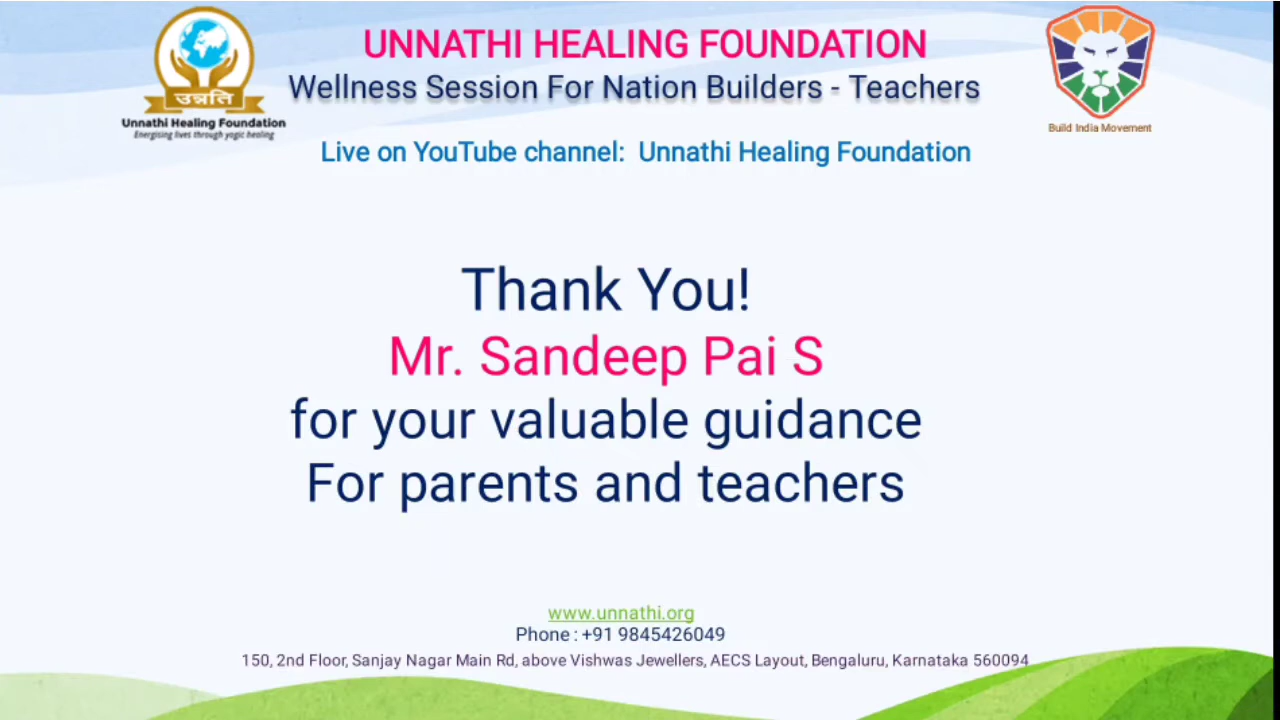 UNNATHI HEALING FOUNDATION
Wellness Session For Nation Builders - Teachers
उन्नति
Unnathi Healing Foundation
Energising lives through yogic healing
Build India Movement
Live on YouTube channel: Unnathi Healing Foundation
Thank You!
Mr. Sandeep Pai S
for your valuable guidance
For parents and teachers
www.unnathi.org
Phone : +91 9845426049
150, 2nd Floor, Sanjay Nagar Main Rd, above Vishwas Jewellers, AECS Layout, Bengaluru, Karnataka 560094